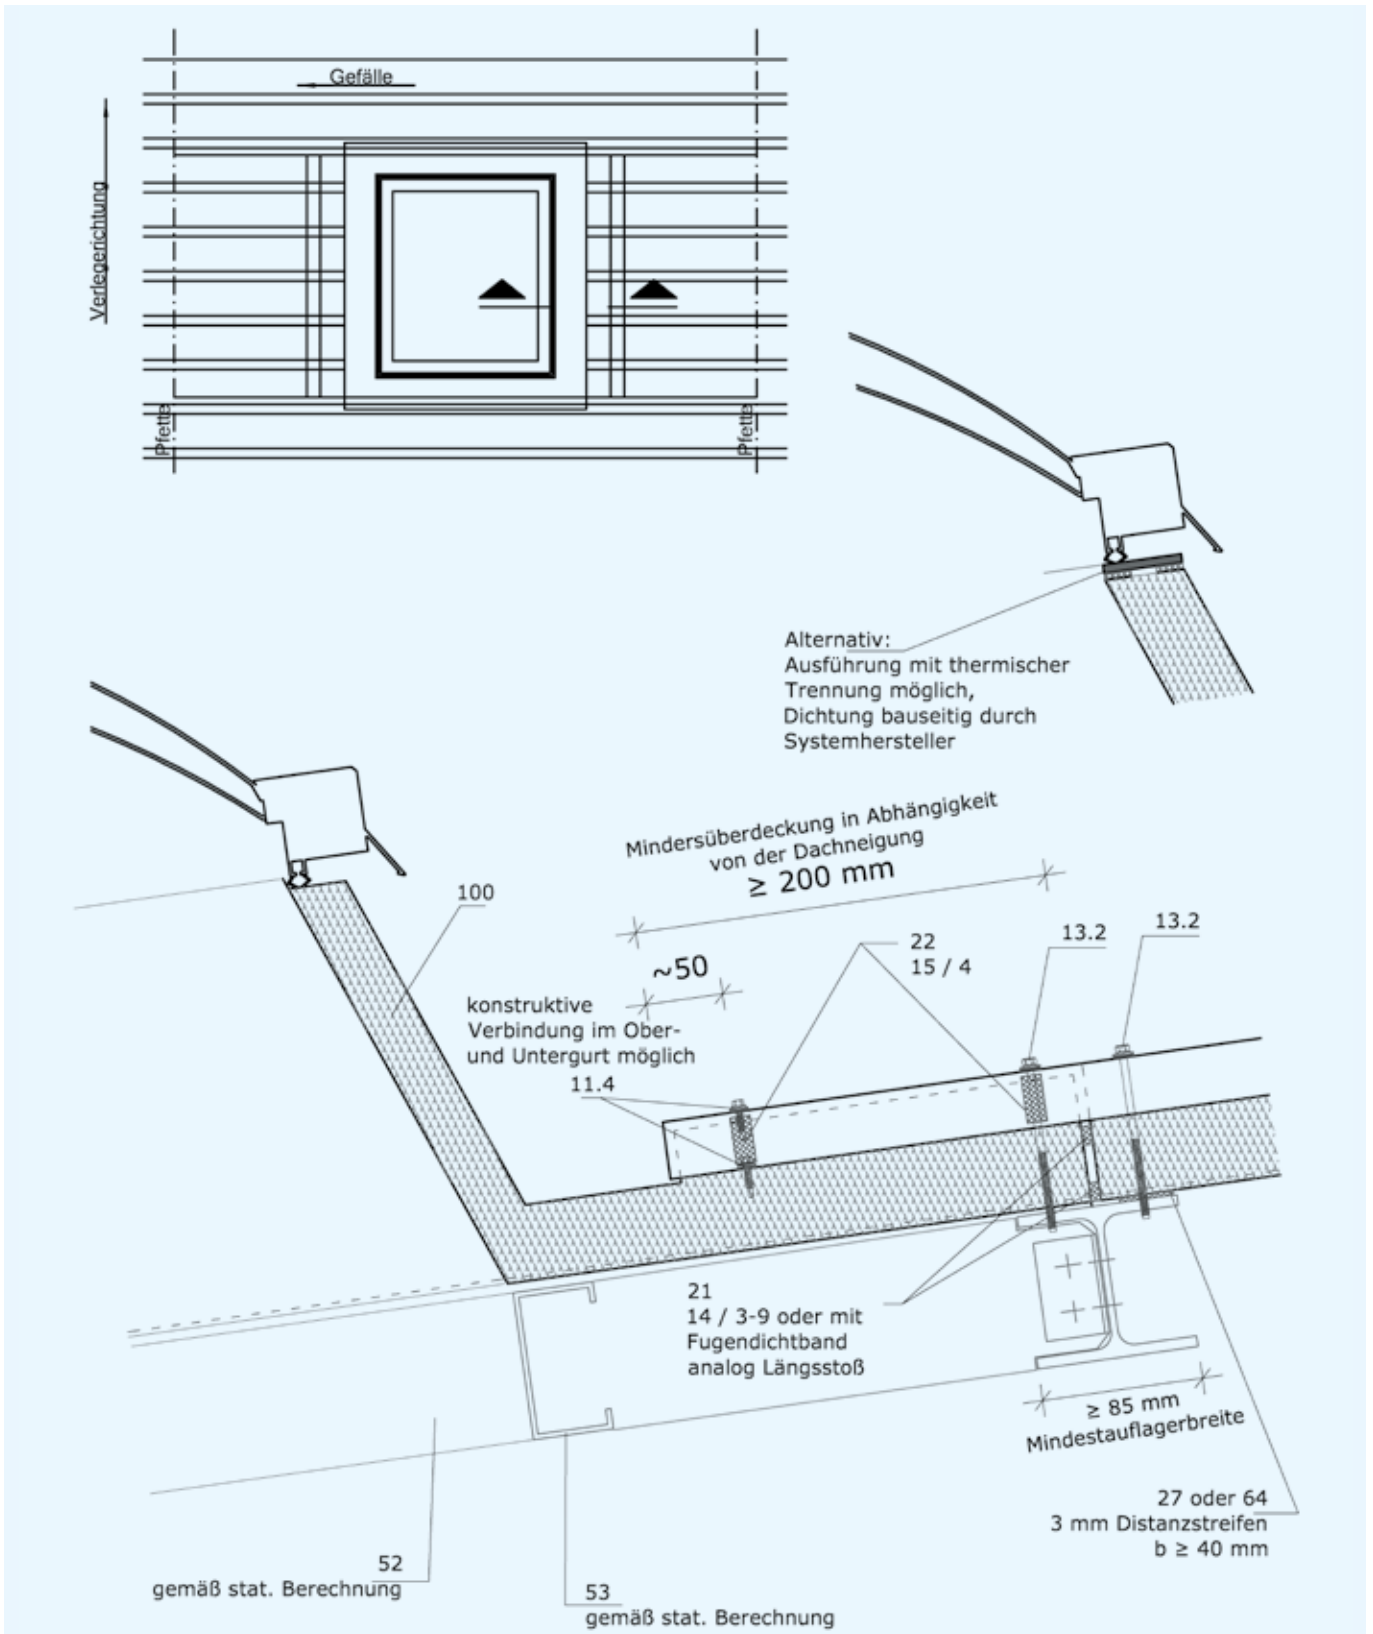 Gefälle
Verlegerichtung
Pfette
Pfette
Alternativ:
Ausführung mit thermischer
Trennung möglich,
Dichtung bauseitig durch
Systemhersteller
Mindersüberdeckung in Abhängigkeit
von der Dachneigung
≥ 200 mm
100
13.2
13.2
22
15 / 4
~50
konstruktive
Verbindung im Ober-
und Untergurt möglich
11.4
21
14 / 3-9 oder mit
Fugendichtband
analog Längsstoß
≥ 85 mm
Mindestauflagerbreite
27 oder 64
3 mm Distanzstreifen
b ≥ 40 mm
52
gemäß stat. Berechnung
53
gemäß stat. Berechnung